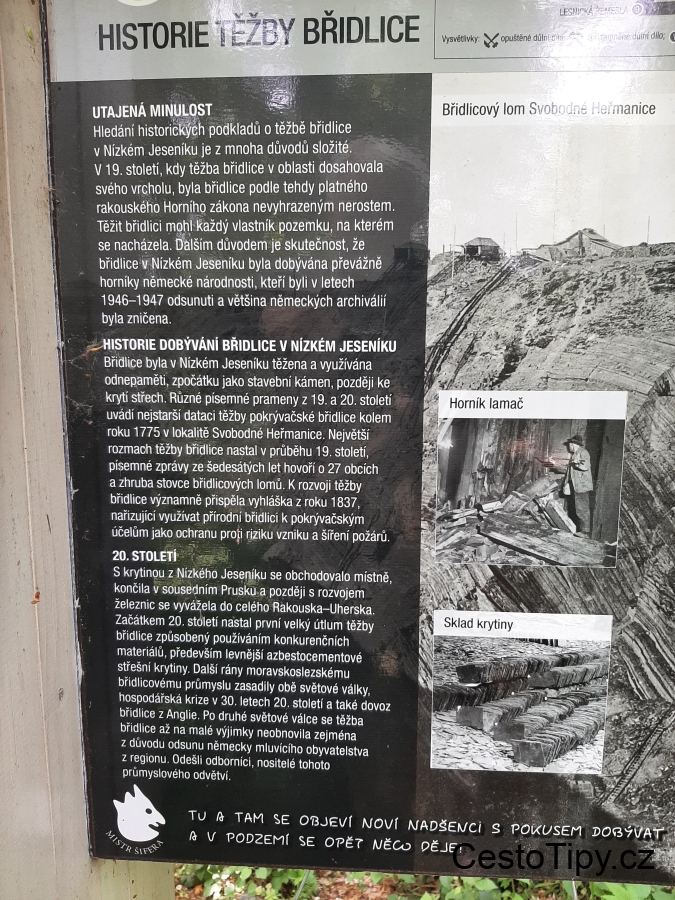 HISTORIE TĚŽBY BŘIDLICE
LESNICKÁ ŘEMESLA
Vysvětlivky: opuštěné důlní dílo;
UTAJENÁ MINULOST
Hledání historických podkladů o těžbě břidlice
v Nízkém Jeseníku je z mnoha důvodů složité.
V 19. století, kdy těžba břidlice v oblasti dosahovala
svého vrcholu, byla břidlice podle tehdy platného
rakouského Horního zákona nevyhrazeným nerostem.
Těžit břidlici mohl každý vlastník pozemku, na kterém
se nacházela. Dalším důvodem je skutečnost, že
břidlice v Nízkém Jeseníku byla dobývána převážně
horníky německé národnosti, kteří byli v letech
1946–1947 odsunuti a většina německých archiválií
byla zničena.
HISTORIE DOBÝVÁNÍ BŘIDLICE V NÍZKÉM JESENÍKU
Břidlice byla v Nízkém Jeseníku těžena a využívána
odnepaměti, zpočátku jako stavební kámen, později ke
krytí střech. Různé písemné prameny z 19. a 20. století
uvádí nejstarší dataci těžby pokrývačské břidlice kolem
roku 1775 v lokalitě Svobodné Heřmanice. Největší
rozmach těžby břidlice nastal v průběhu 19. století,
písemné zprávy ze šedesátých let hovoří o 27 obcích
a zhruba stovce břidlicových lomů. K rozvoji těžby
břidlice významně přispěla vyhláška z roku 1837,
nařizující využívat přírodní břidlici k pokrývačským
účelům jako ochranu proti riziku vzniku a šíření požárů.
20. STOLETÍ
S krytinou z Nízkého Jeseníku se obchodovalo místně,
končila v sousedním Prusku a později s rozvojem
železnic se vyvážela do celého Rakouska–Uherska.
Začátkem 20. století nastal první velký útlum těžby
břidlice způsobený používáním konkurenčních
materiálů, především levnější azbestocementové
střešní krytiny. Další rány moravskoslezskému
břidlicovému průmyslu zasadily obě světové války,
hospodářská krize v 30. letech 20. století a také dovoz
břidlice z Anglie. Po druhé světové válce se těžba
břidlice až na malé výjimky neobnovila zejména
z důvodu odsunu německy mluvícího obyvatelstva
z regionu. Odešli odborníci, nositelé tohoto
průmyslového odvětví.
Břidlicový lom Svobodné Heřmanice
Horník lamač
Sklad krytiny
MISTR ŠIFERA
TU A TAM SE OBJEVÍ NOVÍ NADŠENCI S POKUSEM DOBÝVAT
A V PODZEMÍ SE OPĚT NĚCO DĚJE.
CestoTipy.cz